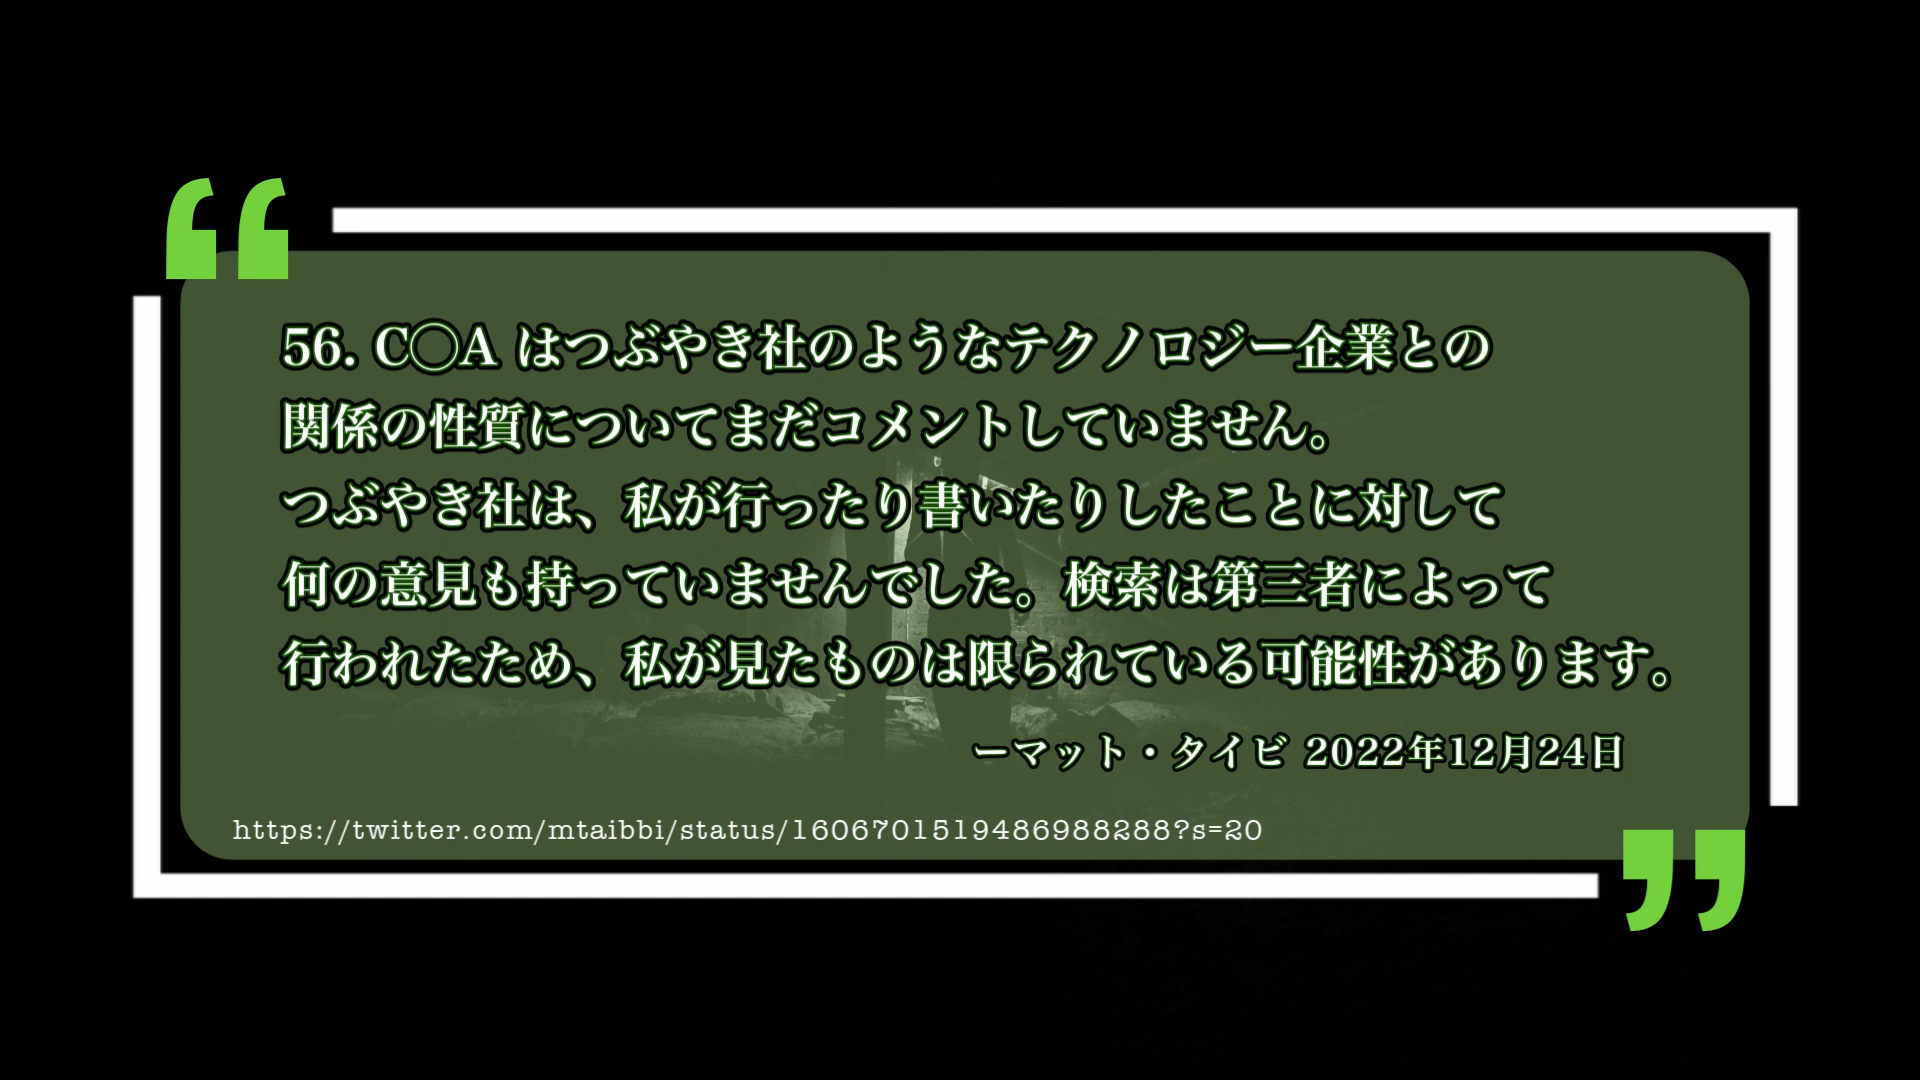 “
56. C◯A はつぶやき社のようなテクノロジー企業との
関係の性質についてまだコメントしていません。
つぶやき社は、私が行ったり書いたりしたことに対して
何の意見も持っていませんでした。検索は第三者によって
行われたため、私が見たものは限られている可能性があります。
ーマット・タイビ 2022年12月24日
https://twitter.com/mtaibbi/status/1606701519486988288?s=20
”